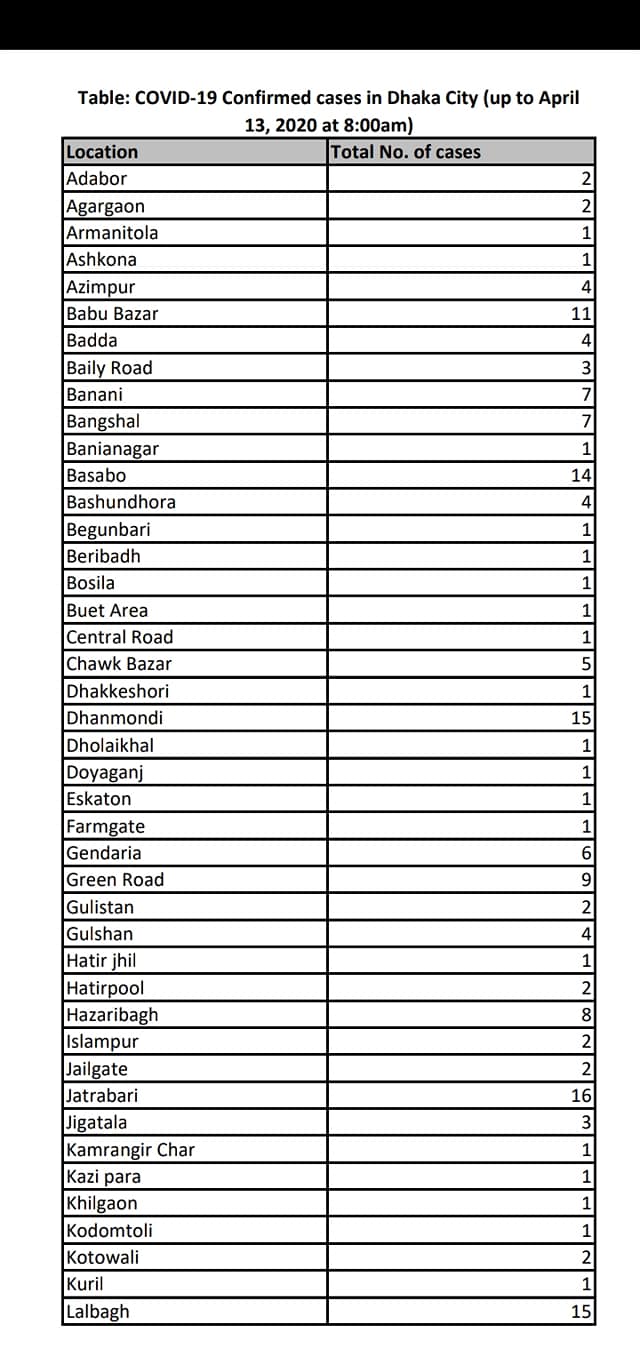 Table: COVID-19 Confirmed cases in Dhaka City (up to April
13, 2020 at 8:00am)
Location Total No. of cases
Adabor 2
Agargaon 2
Armanitola 1
Ashkona 1
Azimpur 4
Babu Bazar 11
Badda 4
Baily Road 3
Banani 7
Bangshal 7
Banianagar 1
Basabo 14
Bashundhora 4
Begunbari 1
Beribadh 1
Bosila 1
Buet Area 1
Central Road 1
Chawk Bazar 5
Dhakkeshori 1
Dhanmondi 15
Dholaikhal 1
Doyaganj 1
Eskaton 1
Farmgate 1
Gendaria 6
Green Road 9
Gulistan 2
Gulshan 4
Hatir jhil 1
Hatirpool 2
Hazaribagh 8
Islampur 2
Jailgate 2
Jatrabari 16
Jigatala 3
Kamrangir Char 1
Kazi para 1
Khilgaon 1
Kodomtoli 1
Kotowali 2
Kuril 1
Lalbagh 15